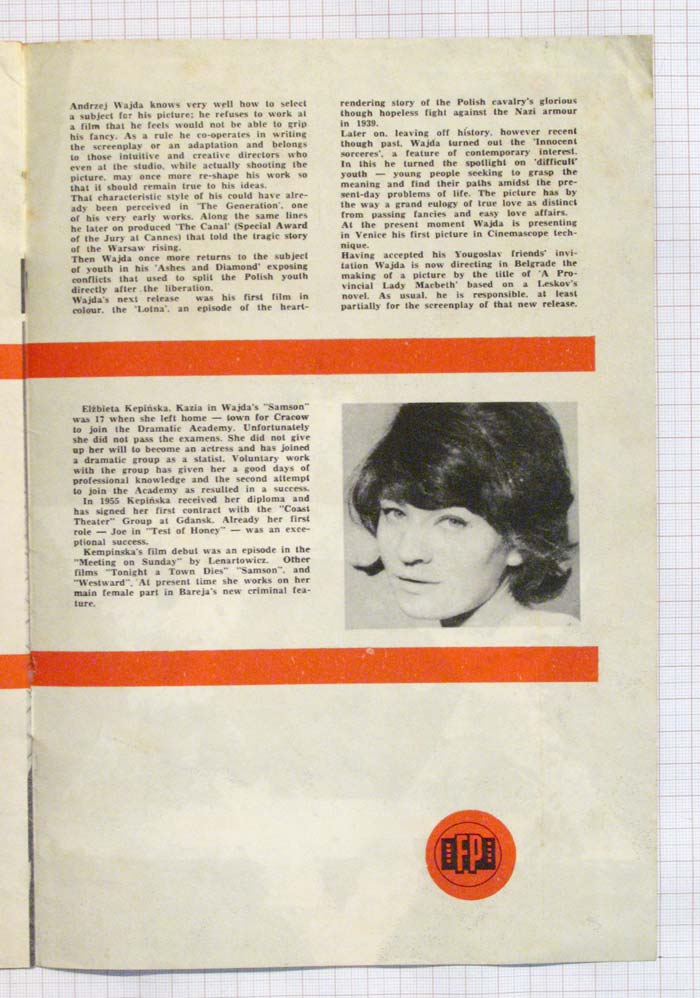 Andrzej Wajda knows very well how to select
a subject for his picture; he refuses to work at
a film that he feels would not be able to grip
his fancy. As a rule he co-operates in writing
the screenplay or an adaptation and belongs
to those intuitive and creative directors who
even at the studio, while actually shooting the
picture, may once more re-shape his work so
that it should remain true to his ideas.
That characteristic style of his could have alre-
ady been perceived in 'The Generation', one
of his very early works. Along the same lines
he later on produced 'The Canal' (Special Award
of the Jury at Cannes) that told the tragic story
of the Warsaw rising.
Then Wajda once more returns to the subject
of youth in his 'Ashes and Diamond' exposing
conflicts that used to split the Polish youth
directly after the liberation.
Wajda's next release was his first film in
colour, the 'Lotna', an episode of the heart-
rendering story of the Polish cavalry's glorious
though hopeless fight against the Nazi armour
in 1939.
Later on, leaving off history, however recent
though past, Wajda turned out the 'Innocent
sorceres', a feature of contemporary interest.
In this he turned the spotlight on 'difficult'
youth — young people seeking to grasp the
meaning and find their paths amidst the pre-
sent-day problems of life. The picture has by
the way a grand eulogy of true love as distinct
from passing fancies and easy love affairs.
At the present moment Wajda is presenting
in Venice his first picture in Cinemascope tech-
nique.
Having accepted his Yougoslav friends' invi-
tation Wajda is now directing in Belgrade the
making of a picture by the title of 'A Pro-
vincial Lady Macbeth' based on a Leskov's
novel. As usual, he is responsible, at least
partially for the screenplay of that new release.
Elżbieta Kępińska, Kazia in Wajda's "Samson"
was 17 when she left home — town for Cracow
to join the Dramatic Academy. Unfortunately
she did not pass the examens. She did not give
up her will to become an actress and has joined
a dramatic group as a statist. Voluntary work
with the group has given her a good days of
professional knowledge and the second attempt
to join the Academy as resulted in a success.
In 1955 Kepińska received her diploma and
has signed her first contract with the "Coast
Theater" Group at Gdansk. Already her first
role — Joe in "Test of Honey" — was an exce-
ptional success.
Kempinska's film debut was an episode in the
"Meeting on Sunday" by Lenartowicz. Other
films "Tonight a Town Dies" "Samson", and
"Westward". At present time she works on her
main female part in Bareja's new criminal fea-
ture.
FP